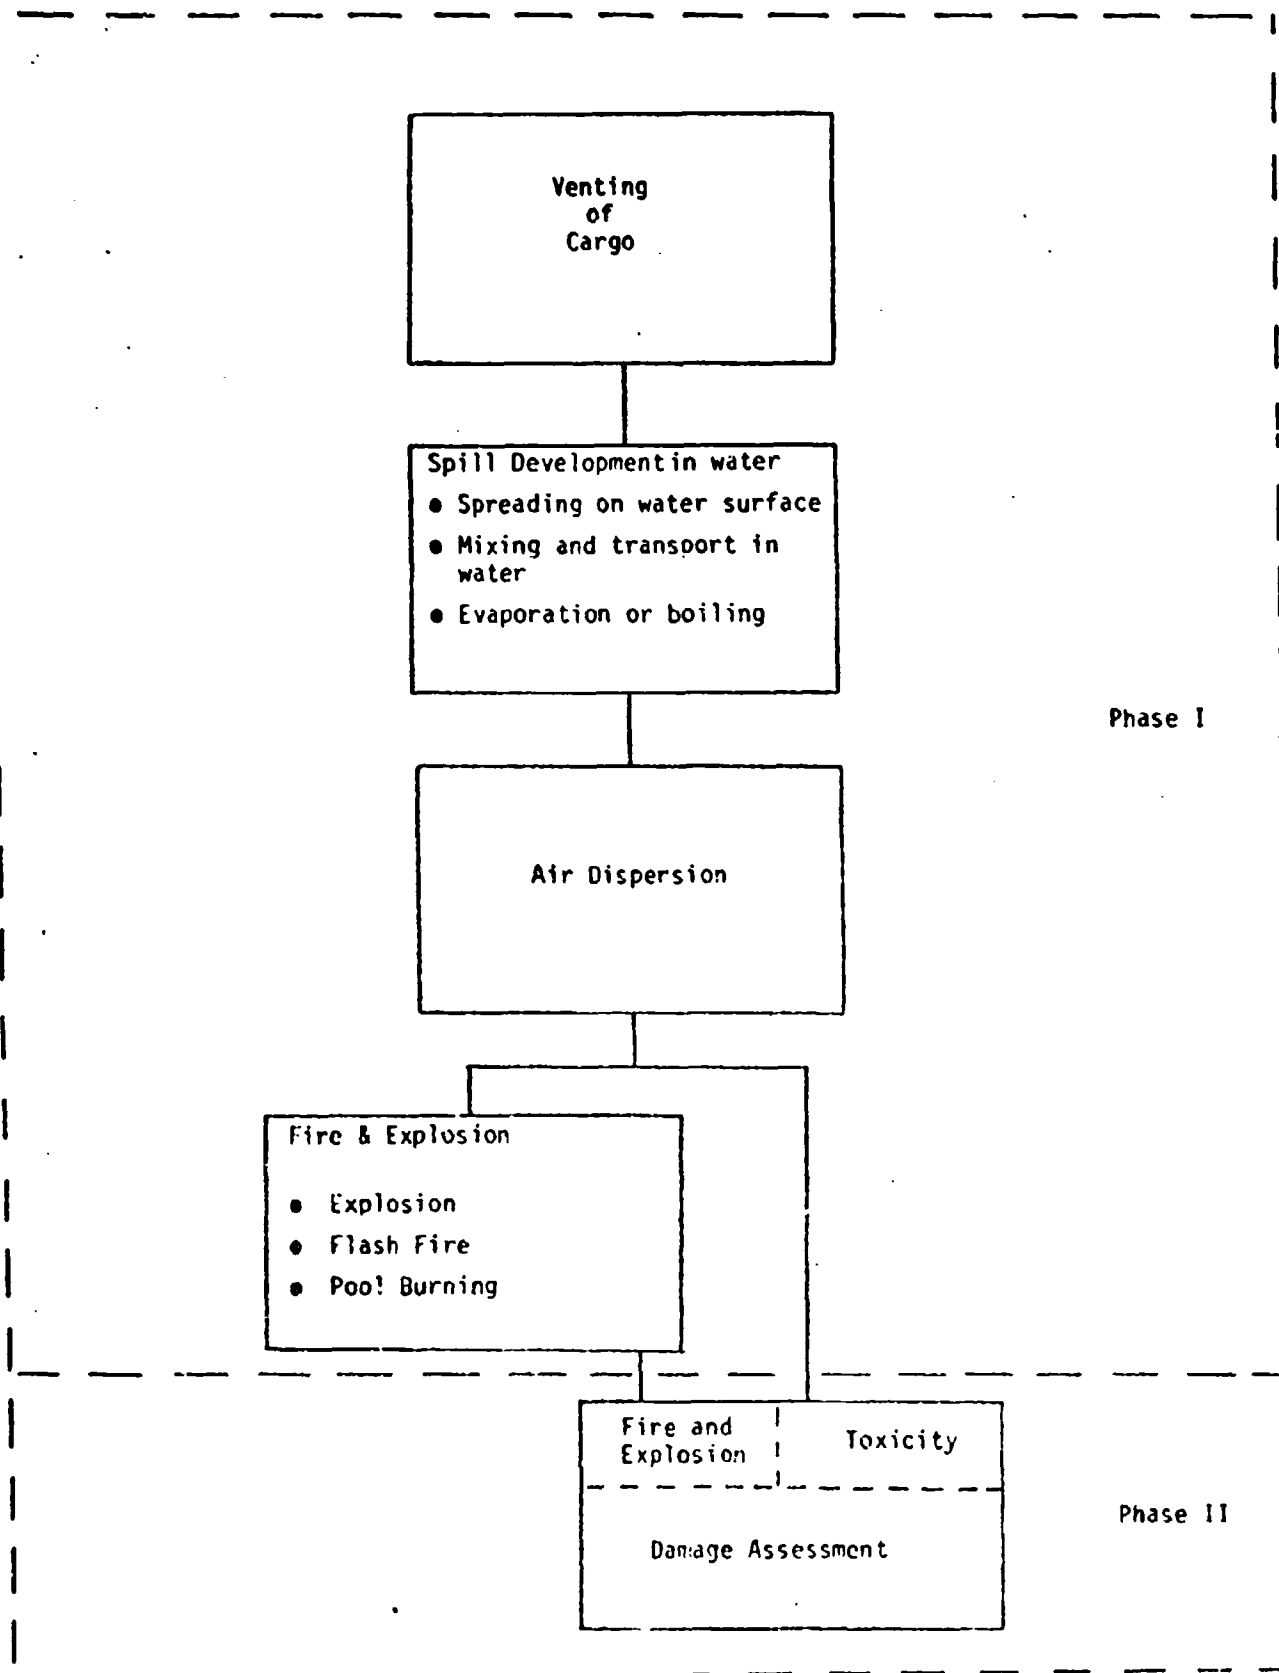 Venting
of
Cargo
Spill Development in water
● Spreading on water surface
● Mixing and transport in
water
● Evaporation or boiling
Phase I
Air Dispersion
Fire & Explosion
● Explosion
● Flash Fire
● Pool Burning
Fire and
Explosion
Toxicity
Phase II
Damage Assessment